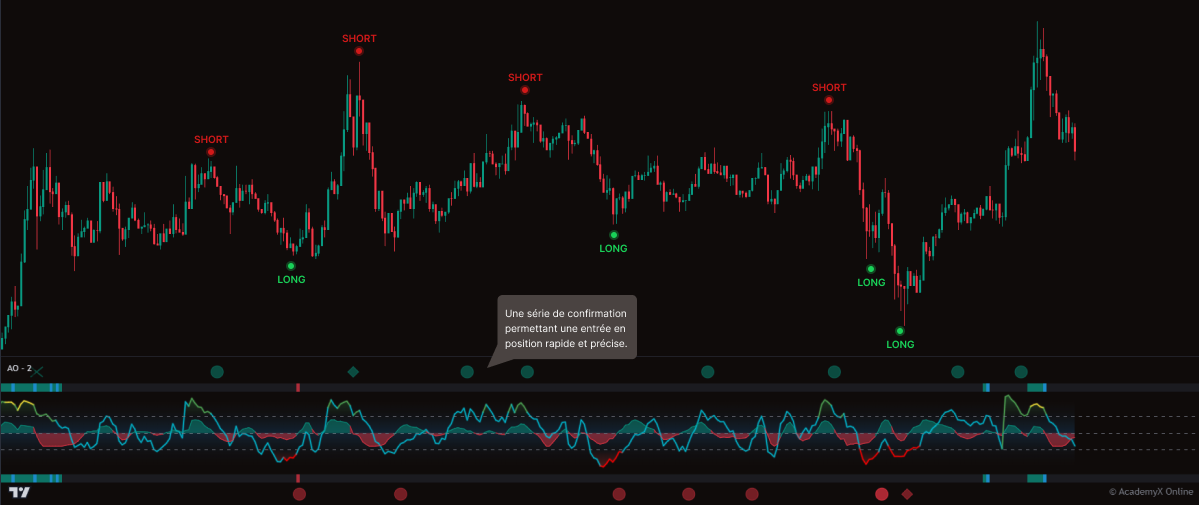 SHORT
SHORT
SHORT
SHORT
LONG
LONG
LONG
LONG
Une série de confirmation
permettant une entrée en
position rapide et précise.
AO - 2
© AcademyX Online